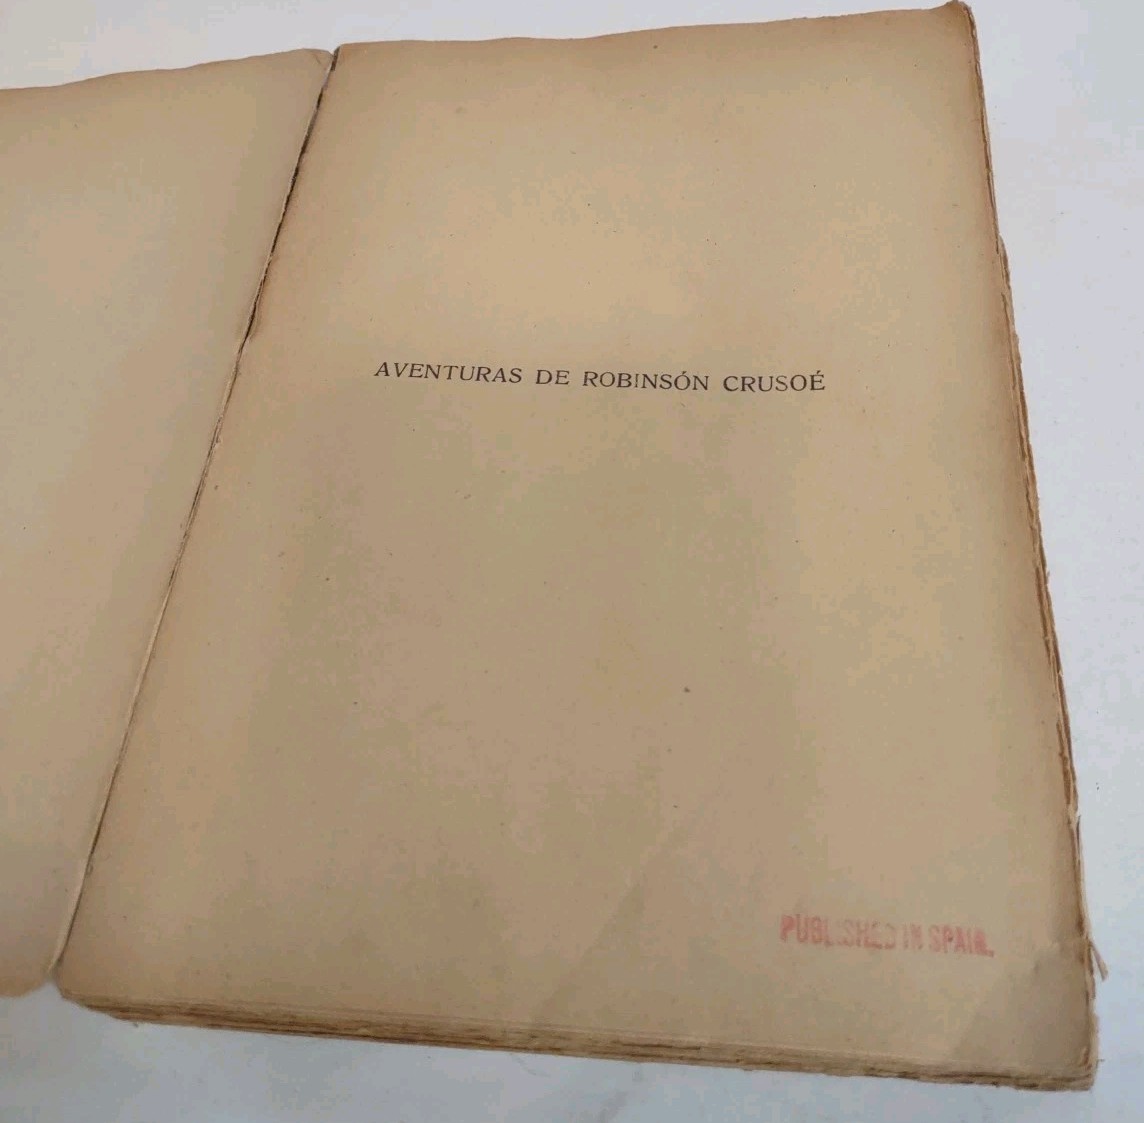 AVENTURAS DE ROBINSÓN CRUSOÉ
PUBLISHED IN SPAIN.